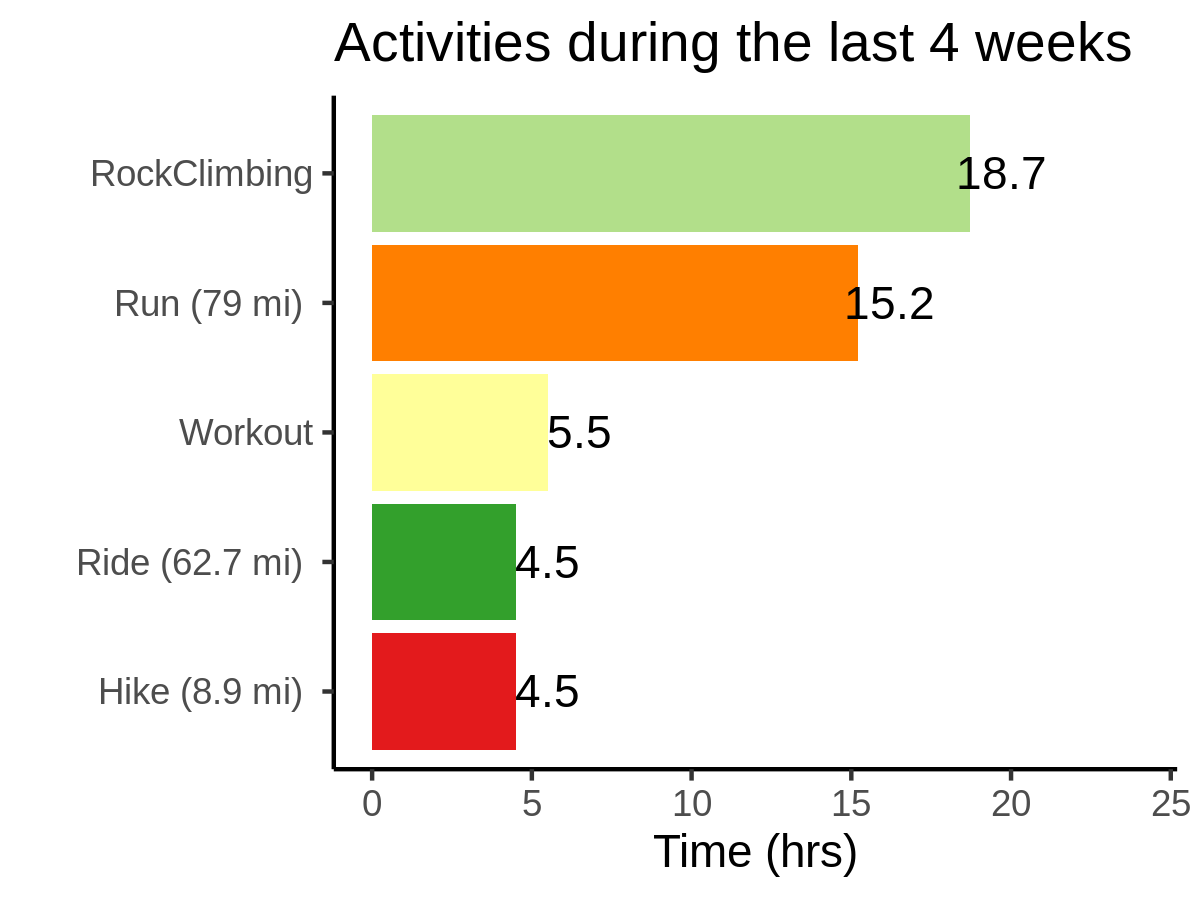 Activities during the last 4 weeks
RockClimbing
18.7
Run (79 mi)
15.2
Workout
5.5
Ride (62.7 mi)
4.5
Hike (8.9 mi)
4.5
0 5 10 15 20 25
Time (hrs)